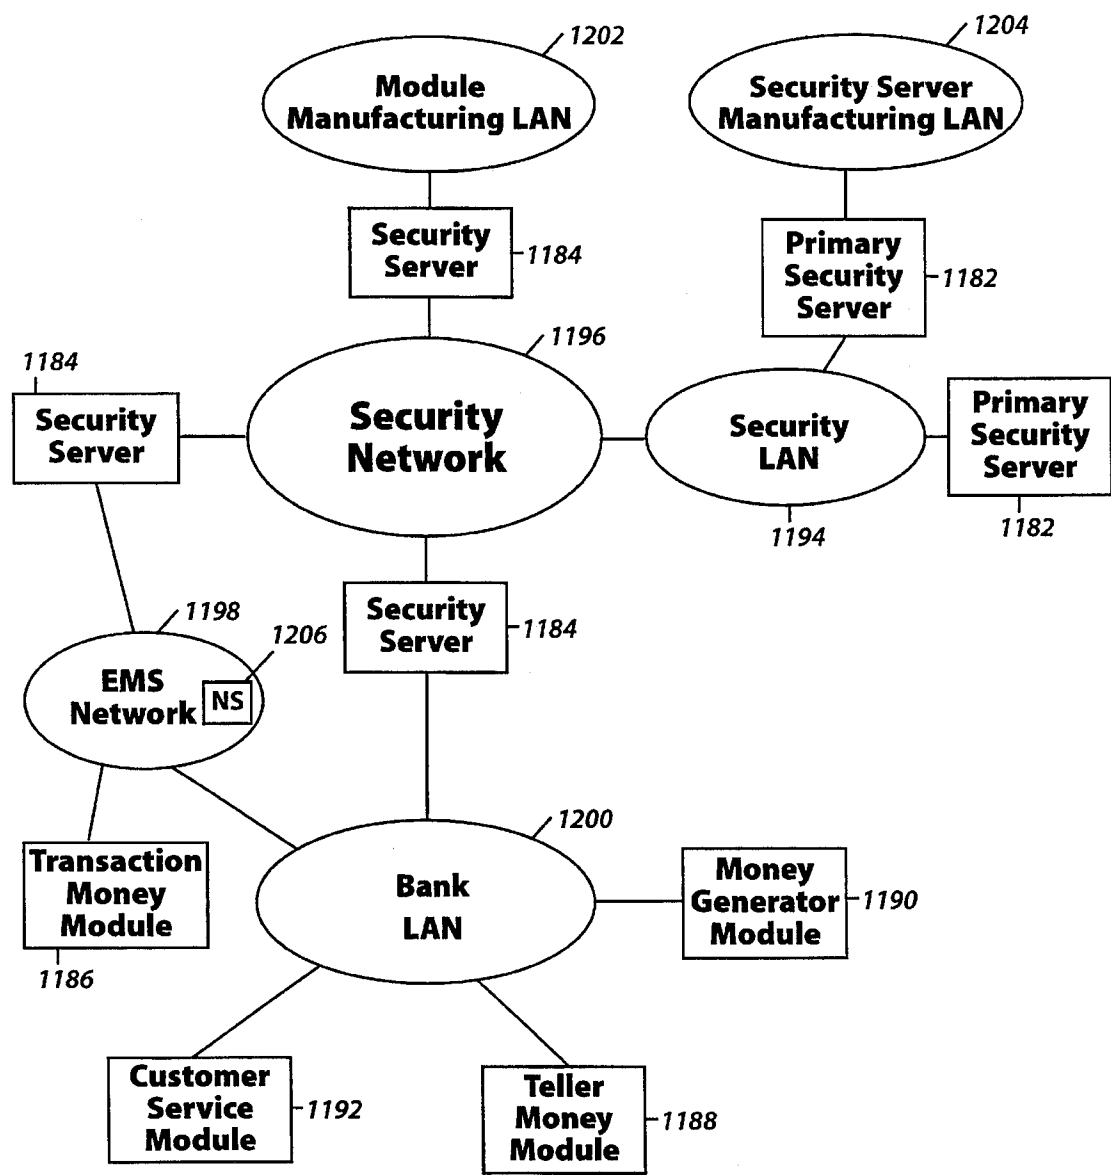 1202
Module
Manufacturing LAN
1204
Security Server
Manufacturing LAN
Security
Server
1184
Primary
Security
Server
1182
1196
Security
Network
1184
Security
Server
Security
LAN
1194
Primary
Security
Server
1182
Security
Server
1184
1198
1206
EMS
Network
NS
1200
Bank
LAN
Transaction
Money
Module
1186
Money
Generator
Module
1190
Customer
Service
Module
1192
Teller
Money
Module
1188